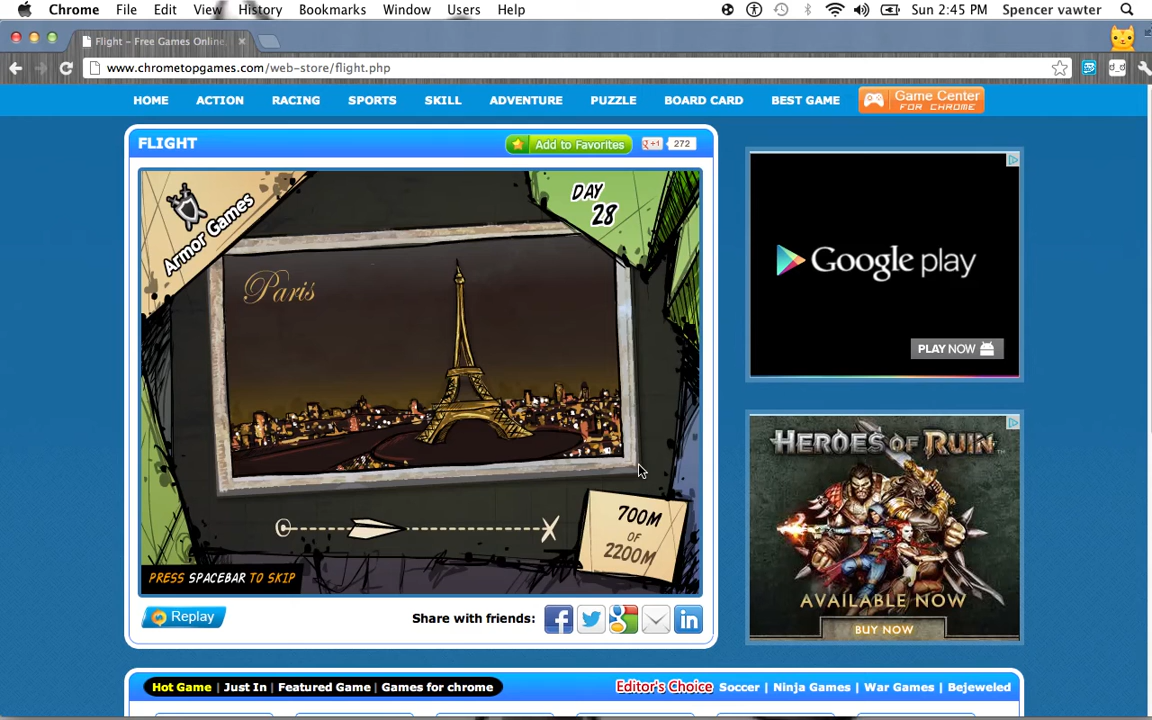 Chrome File Edit View History Bookmarks Window Users Help Sun 2:45 PM Spencer vawter
Flight – Free Games Online
www.chrometopgames.com/web-store/flight.php
HOME ACTION RACING SPORTS SKILL ADVENTURE PUZZLE BOARD CARD BEST GAME Game Center
FOR CHROME
FLIGHT Add to Favorites +1 272
Armor Games
DAY
28
Paris
700M
OF
2200M
PRESS SPACEBAR TO SKIP
Replay Share with friends:
Google play
PLAY NOW
HEROES OF RUIN
AVAILABLE NOW
BUY NOW
Hot Game | Just In | Featured Game | Games for chrome Editor's Choice Soccer | Ninja Games | War Games | Bejeweled